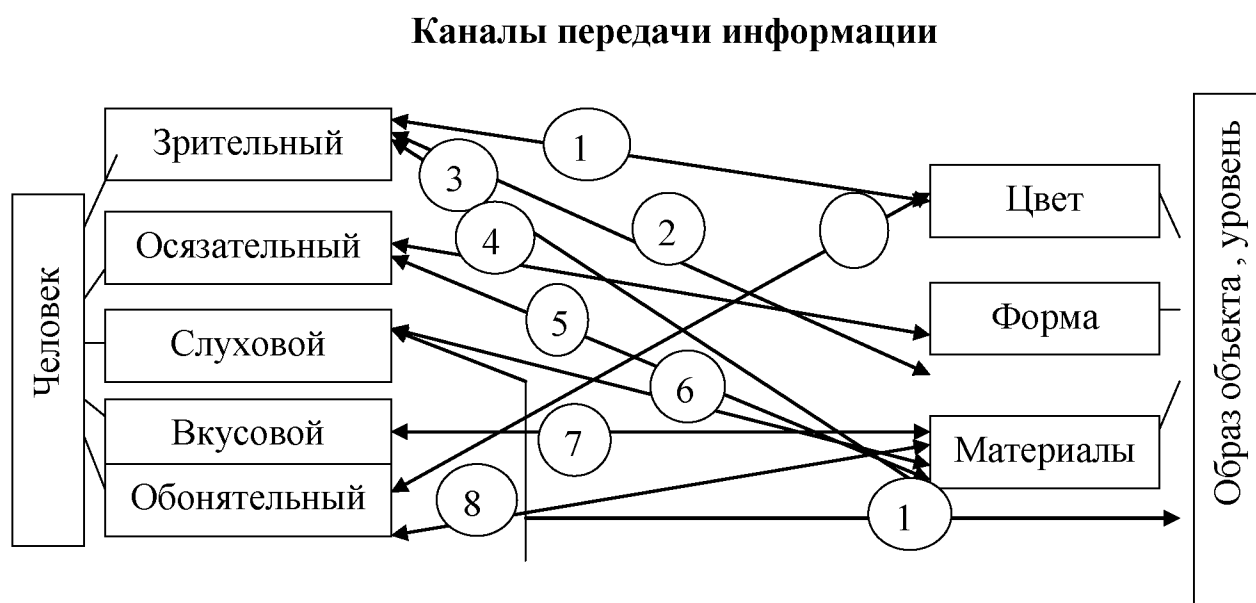 Каналы передачи информации
Зрительный
1
3
Цвет
Осязательный
4
2
Человек
Слуховой
5
Форма
6
Вкусовой
7
Материалы
Обонятельный
8
1
Образ объекта , уровень